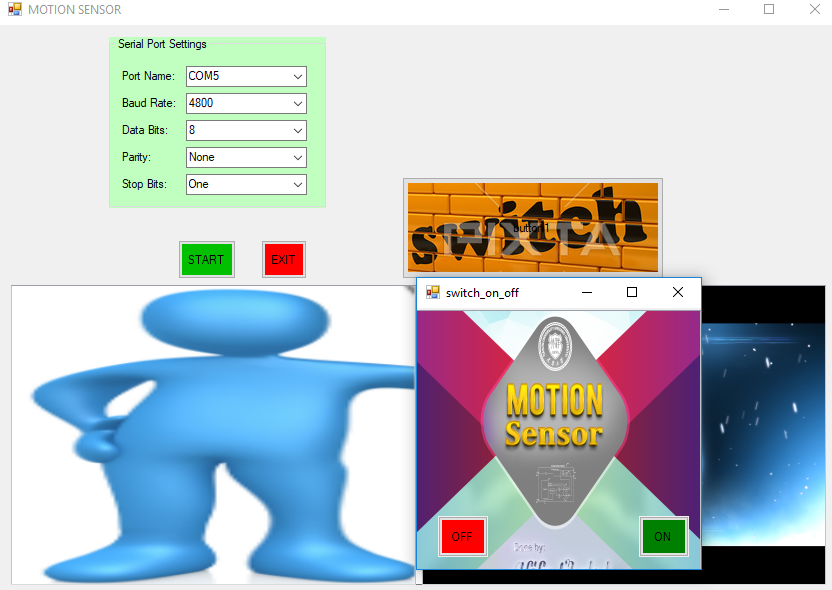 MOTION SENSOR
Serial Port Settings
Port Name: COM5
Baud Rate: 4800
Data Bits: 8
Parity: None
Stop Bits: One
START EXIT
switch
button1
PIXTA
switch_on_off
MOTION
Sensor
OFF ON
Done by: